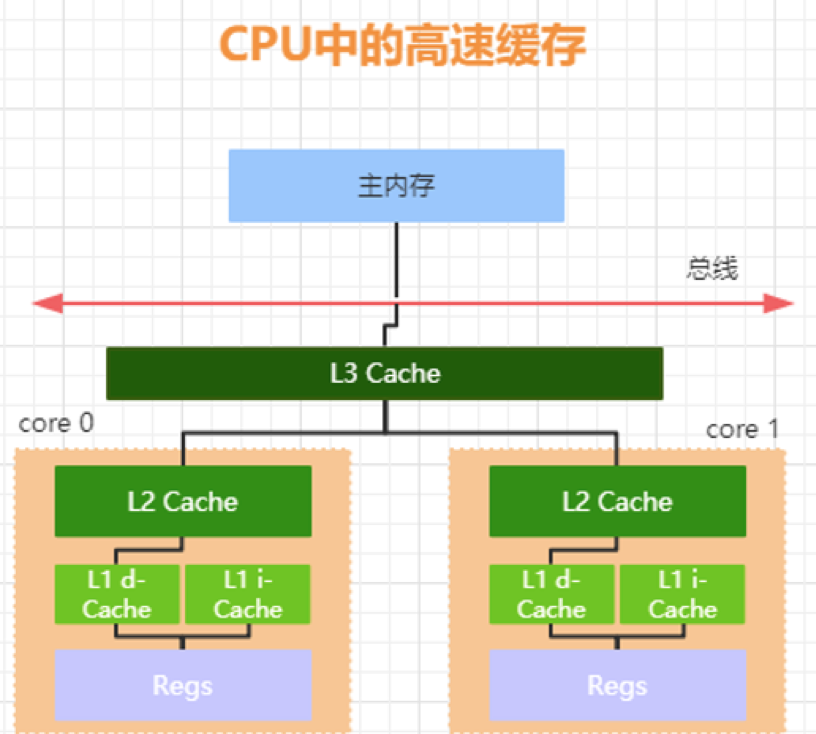 CPU中的高速缓存
主内存
总线
L3 Cache
core 0
core 1
L2 Cache
L2 Cache
L1 d-
Cache
L1 i-
Cache
L1 d-
Cache
L1 i-
Cache
Regs
Regs